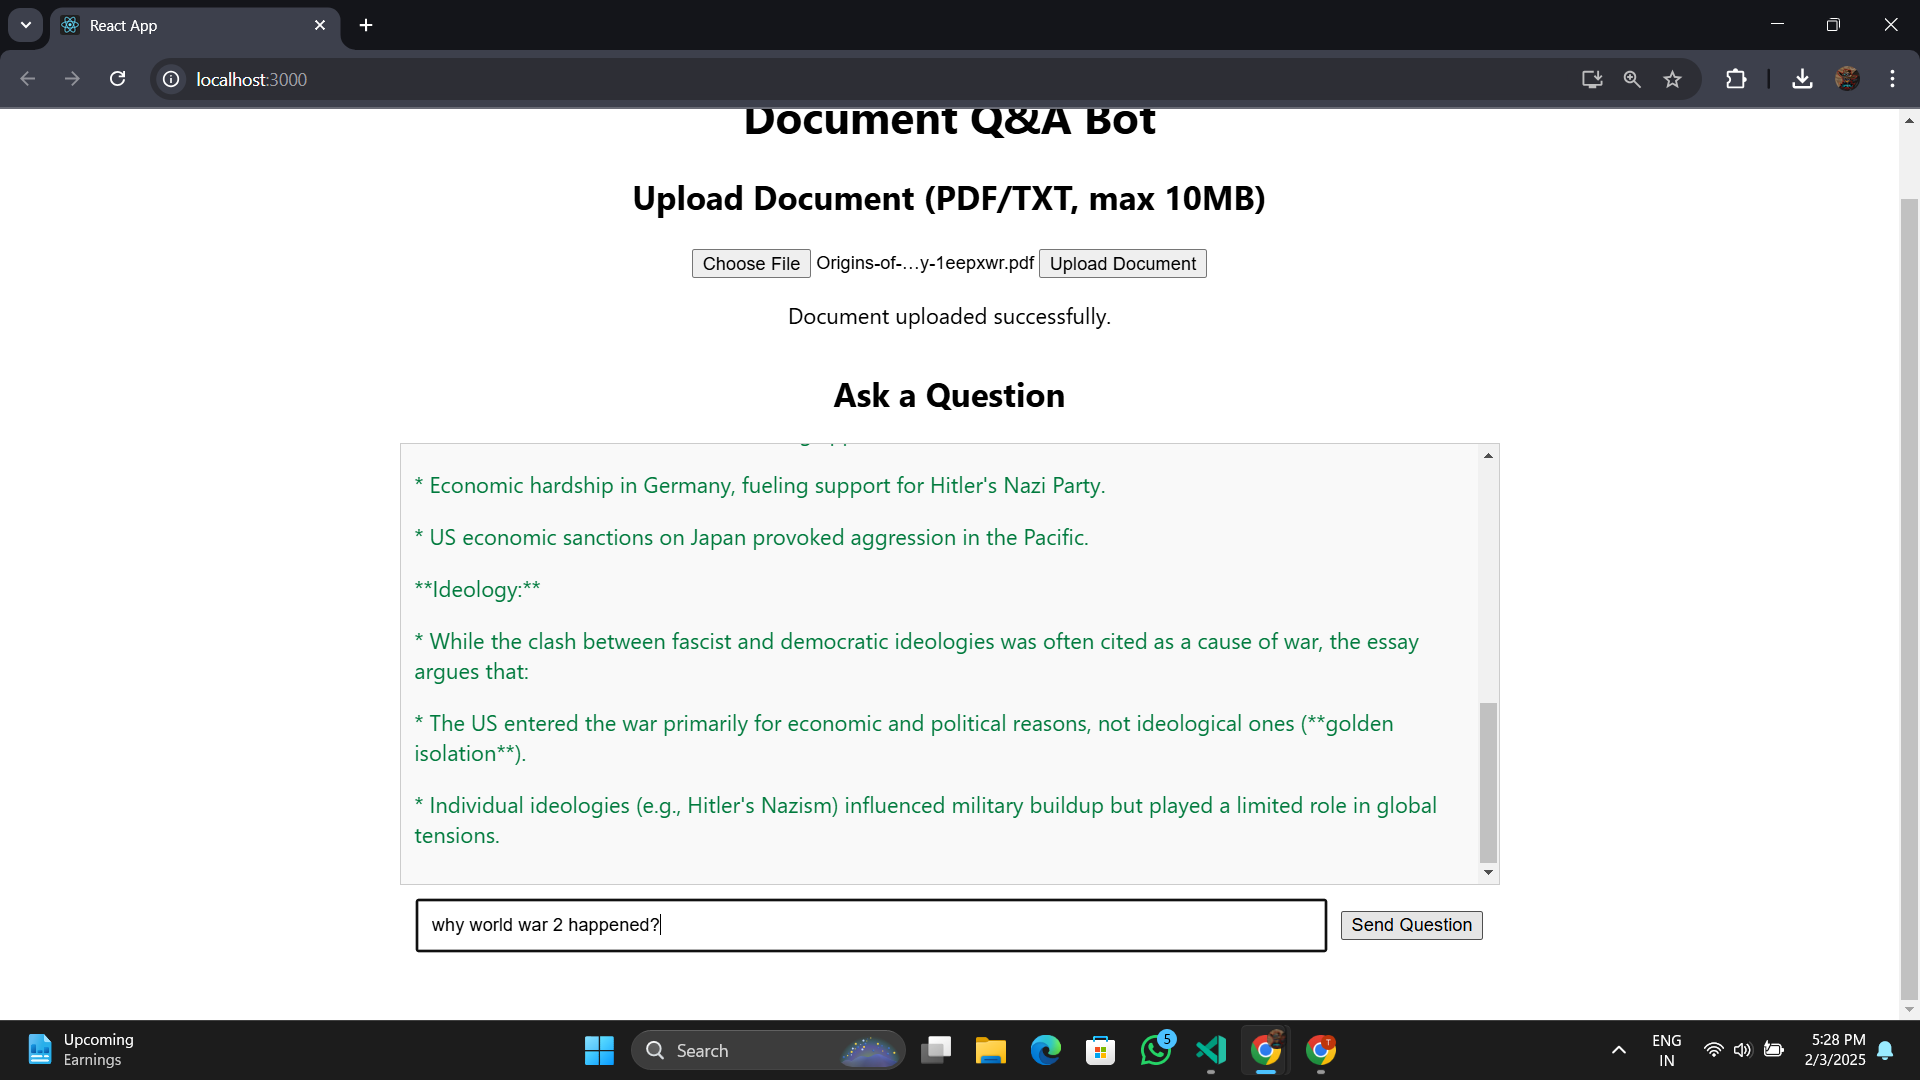 React App
localhost:3000
Document Q&A Bot
Upload Document (PDF/TXT, max 10MB)
Choose File Origins-of-...y-1eepxwr.pdf Upload Document
Document uploaded successfully.
Ask a Question
* Economic hardship in Germany, fueling support for Hitler's Nazi Party.
* US economic sanctions on Japan provoked aggression in the Pacific.
**Ideology:**
* While the clash between fascist and democratic ideologies was often cited as a cause of war, the essay
argues that:
* The US entered the war primarily for economic and political reasons, not ideological ones (**golden
isolation**).
* Individual ideologies (e.g., Hitler's Nazism) influenced military buildup but played a limited role in global
tensions.
why world war 2 happened?
Send Question
Upcoming
Earnings
Search
5
T
ENG
IN
5:28 PM
2/3/2025